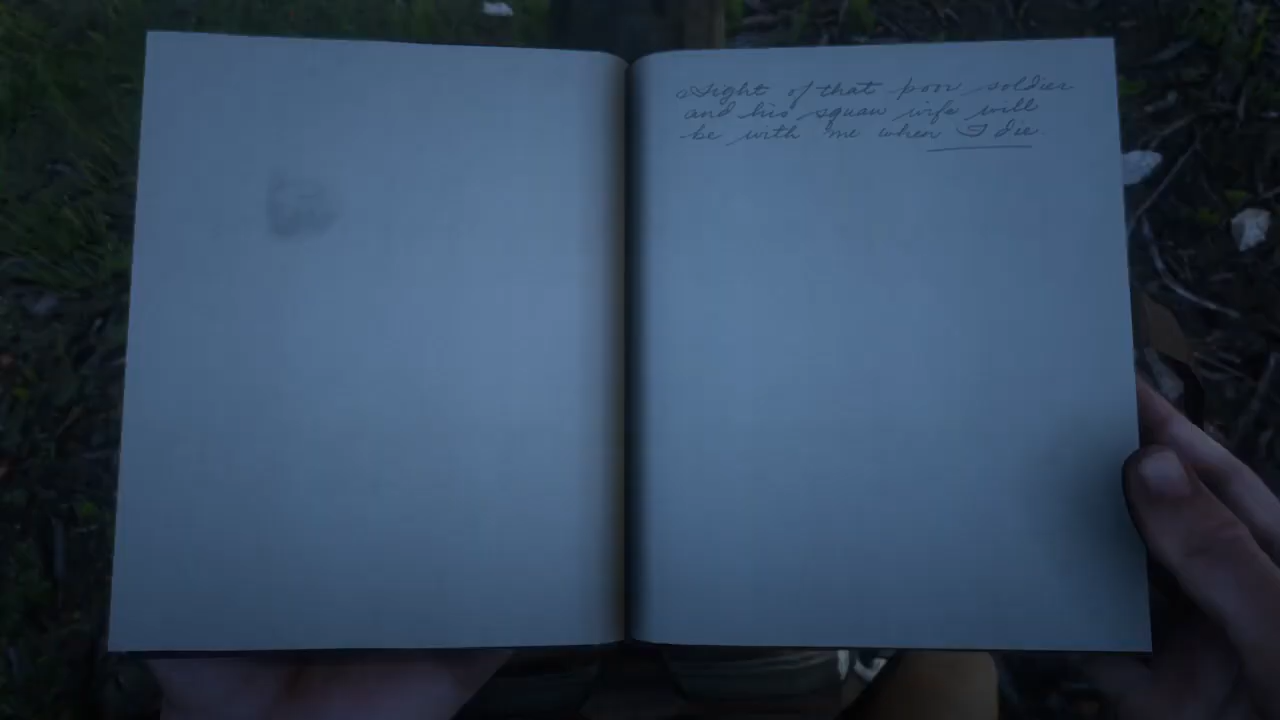 Sight of that poor soldier
and his squaw wife will
be with me when I die.